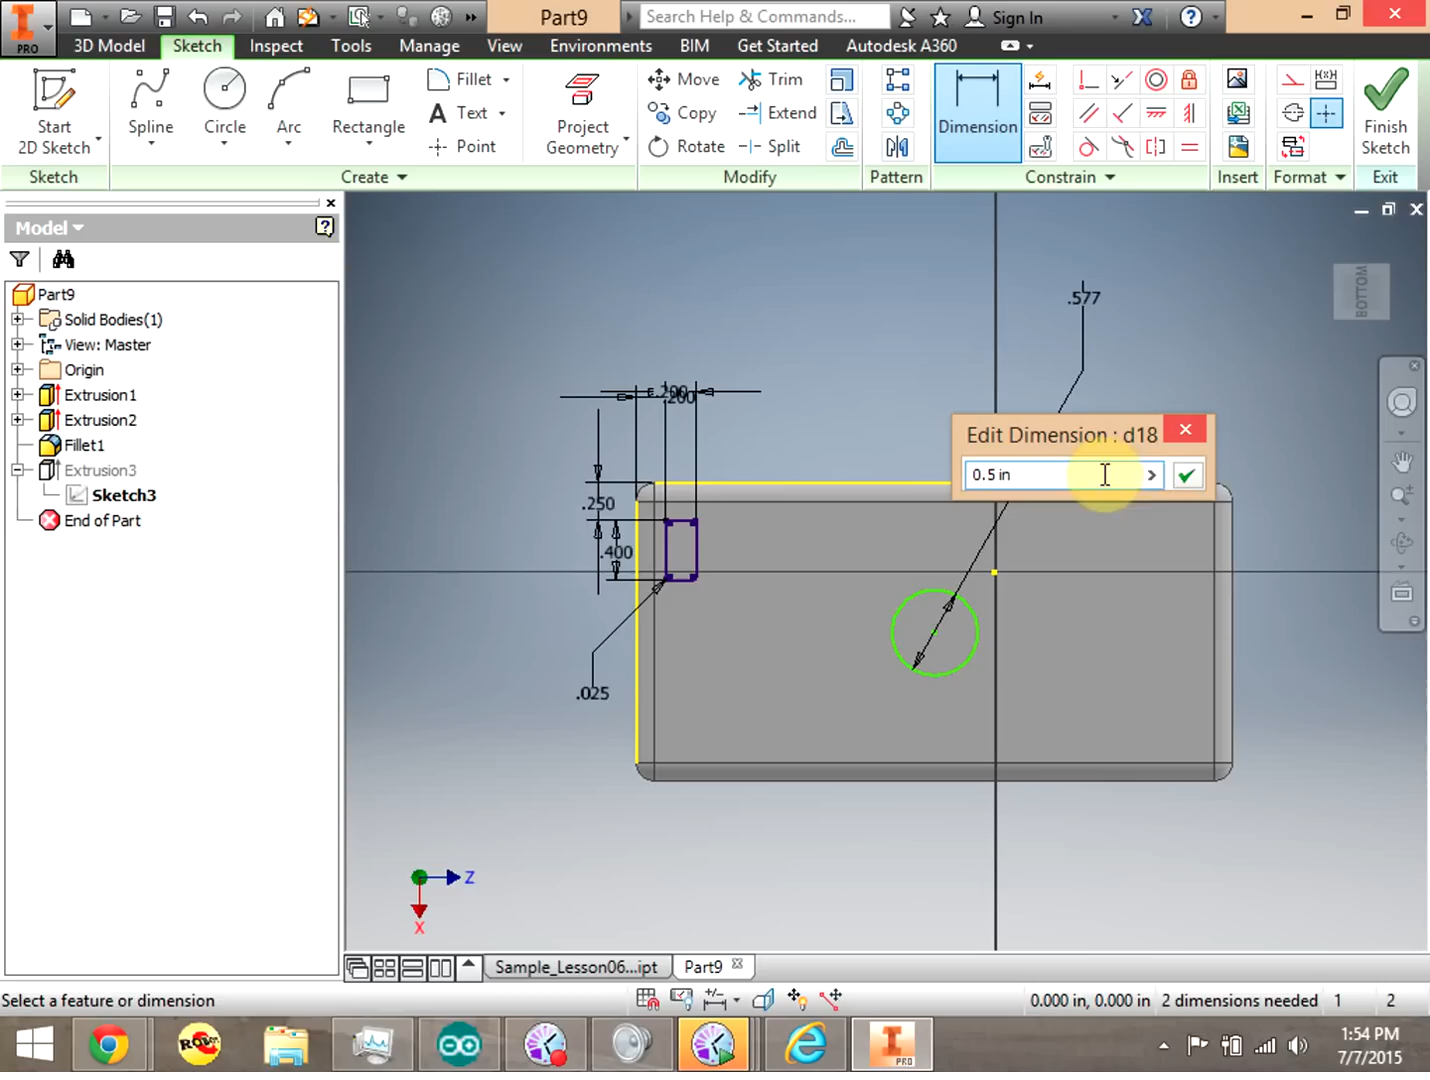 Part9
Search Help & Commands...
Sign In
PRO
3D Model
Sketch
Inspect
Tools
Manage
View
Environments
BIM
Get Started
Autodesk A360
Start
2D Sketch
Spline
Circle
Arc
Rectangle
Fillet
Text
Point
Project
Geometry
Move
Copy
Rotate
Trim
Extend
Split
Dimension
Finish
Sketch
Sketch
Create
Modify
Pattern
Constrain
Insert
Format
Exit
Model
Part9
Solid Bodies(1)
View: Master
Origin
Extrusion1
Extrusion2
Fillet1
Extrusion3
Sketch3
End of Part
BOTTOM
.577
.200
.200
Edit Dimension : d18
0.5 in
.250
.400
.025
Z
X
Sample_Lesson06...ipt
Part9
Select a feature or dimension
0.000 in, 0.000 in
2 dimensions needed
1
2
PRO
1:54 PM
7/7/2015